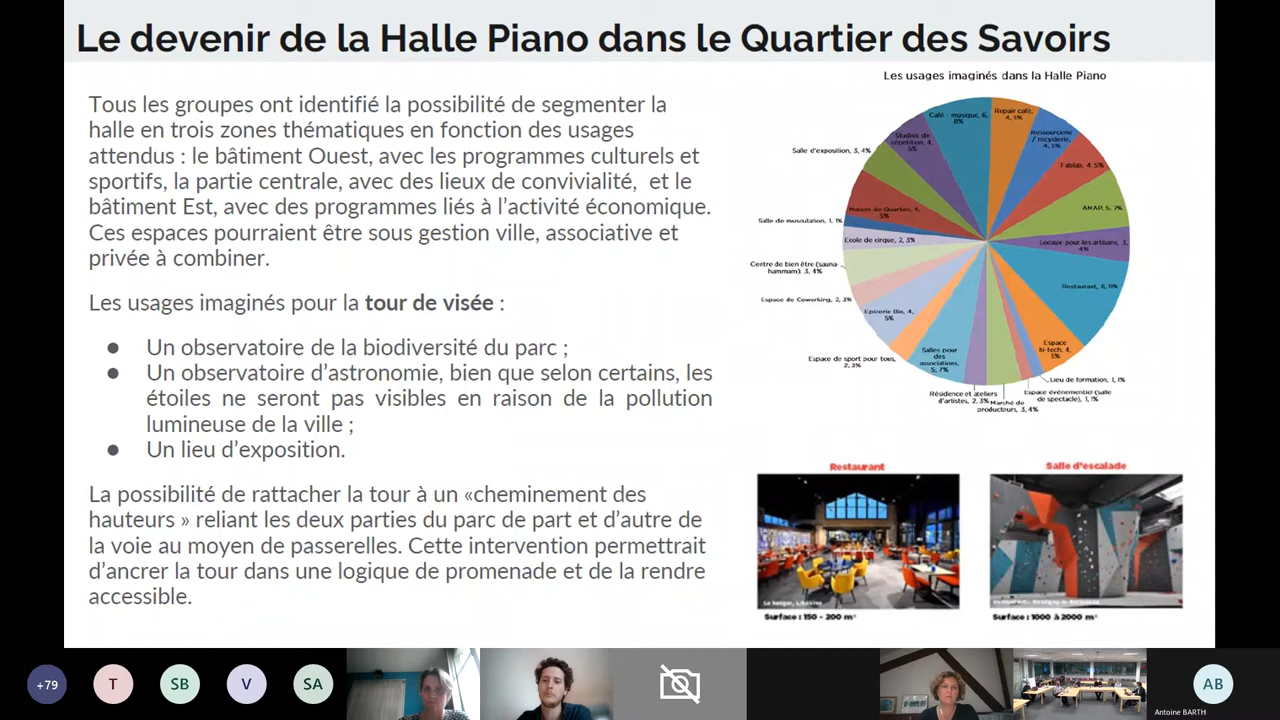 Le devenir de la Halle Piano dans le Quartier des Savoirs
Tous les groupes ont identifié la possibilité de segmenter la
halle en trois zones thématiques en fonction des usages
attendus : le bâtiment Ouest, avec les programmes culturels et
sportifs, la partie centrale, avec des lieux de convivialité, et le
bâtiment Est, avec des programmes liés à l'activité économique.
Ces espaces pourraient être sous gestion ville, associative et
privée à combiner.
Les usages imaginés pour la tour de visée :
● Un observatoire de la biodiversité du parc ;
● Un observatoire d'astronomie, bien que selon certains, les
étoiles ne seront pas visibles en raison de la pollution
lumineuse de la ville ;
● Un lieu d'exposition.
La possibilité de rattacher la tour à un «cheminement des
hauteurs » reliant les deux parties du parc de part et d'autre de
la voie au moyen de passerelles. Cette intervention permettrait
d'ancrer la tour dans une logique de promenade et de la rendre
accessible.
Les usages imaginés dans la Halle Piano
Repair café,
4, 5%
Ressourcerie
/ recyclerie,
4, 5%
Fablab, 4, 5%
AMAP, 5, 7%
Locaux pour les artisans, 3,
4%
Restaurant, 6, 8%
Espace
hi-tech, 4,
5%
Lieu de formation, 1, 1%
Espace évènementiel (salle
de spectacle), 1, 1%
Marché de
producteurs, 3, 4%
Résidence et ateliers
d'artistes, 2, 3%
Salles pour
des
associations,
5, 7%
Espace de sport pour tous,
2, 3%
Epicerie Bio, 4,
5%
Espace de Coworking, 2, 3%
Centre de bien être (sauna
hammam), 3, 4%
Ecole de cirque, 2, 3%
Salle de musculation, 1, 1%
Maison de Quartier, 4,
5%
Salle d'exposition, 3, 4%
Studios de
répétition, 4,
5%
Café musique, 6,
8%
Restaurant
Surface : 150 - 200 m²
Salle d'escalade
Surface : 1000 à 2000 m²
+79
T
SB
V
SA
AB
Antoine BARTH